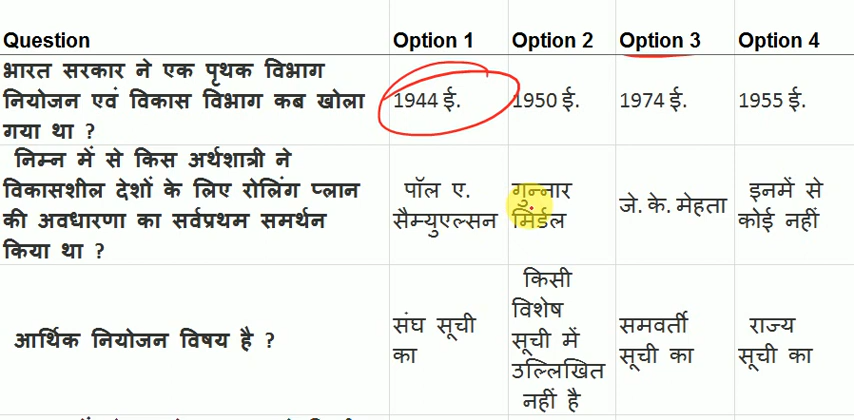 Question Option 1 Option 2 Option 3 Option 4
भारत सरकार ने एक पृथक विभाग
नियोजन एवं विकास विभाग कब खोला
गया था ?
1944 ई.
1950 ई.
1974 ई.
1955 ई.
निम्न में से किस अर्थशात्री ने
विकासशील देशों के लिए रोलिंग प्लान
की अवधारणा का सर्वप्रथम समर्थन
किया था ?
पॉल ए.
सैम्युएल्सन
गुन्नार
मिर्डल
जे. के. मेहता
इनमें से
कोई नहीं
आर्थिक नियोजन विषय है ?
संघ सूची
का
किसी
विशेष
सूची में
उल्लिखित
नहीं है
समवर्ती
सूची का
राज्य
सूची का